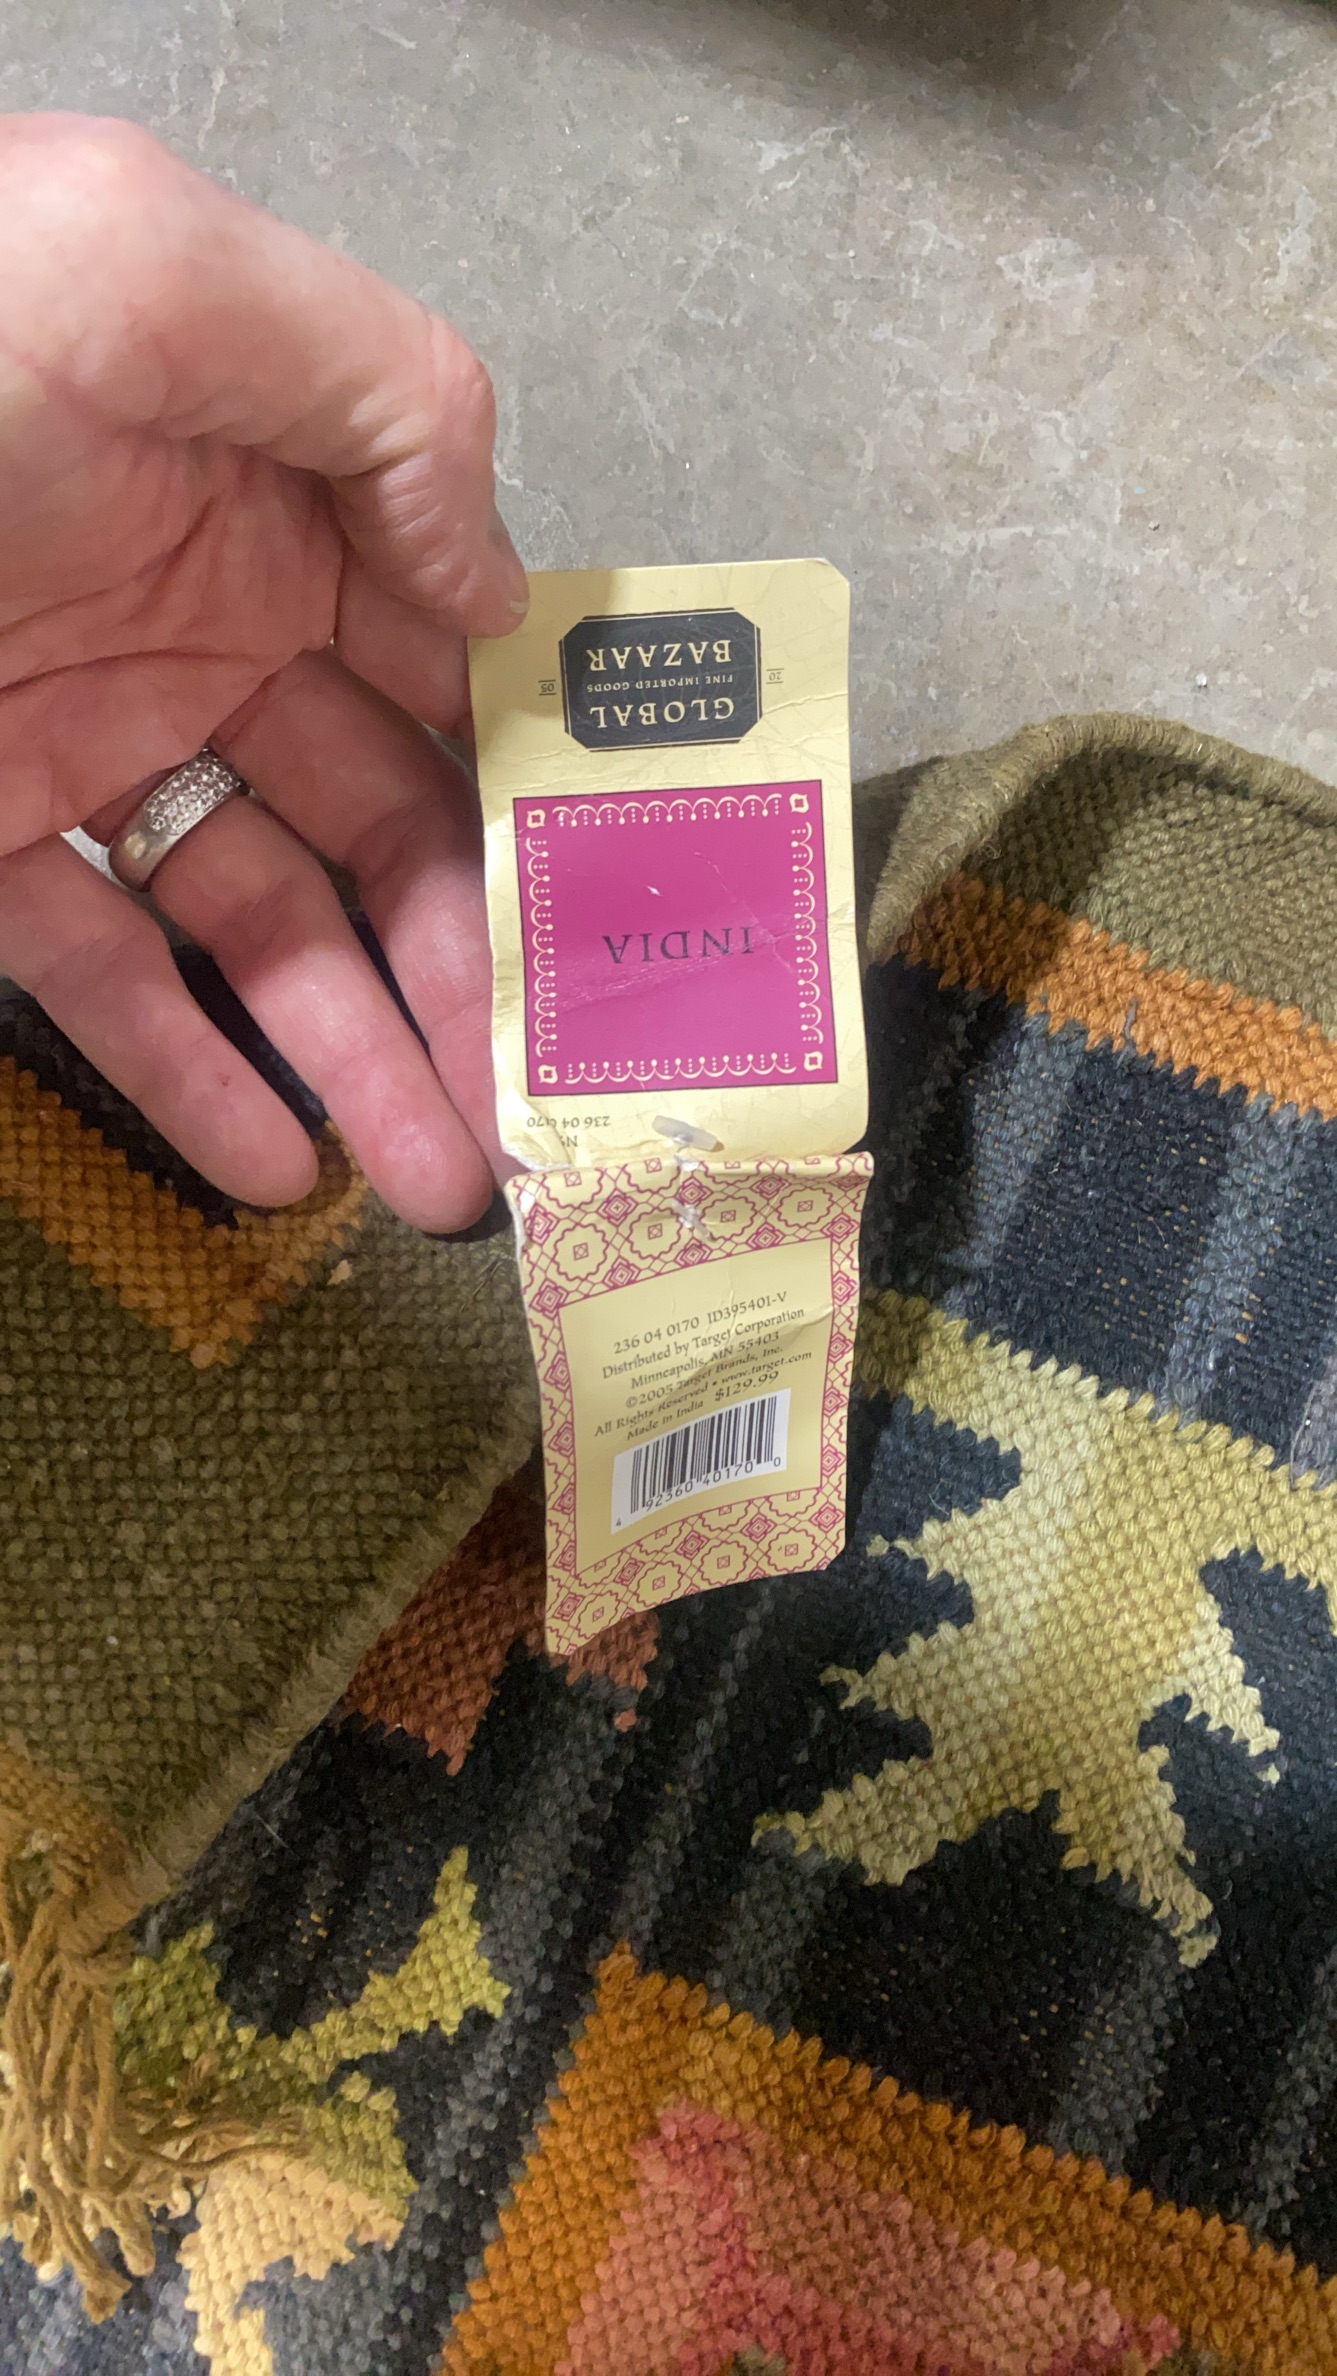 GLOBAL
FINE IMPORTED GOODS
BAZAAR
20
05
INDIA
236 04 0170
236 04 0170 ID395401-V
Distributed by Target Corporation
Minneapolis, MN 55403
©2005 Target Brands, Inc.
All Rights Reserved • www.target.com
Made in India $129.99
4 92360 40170 0